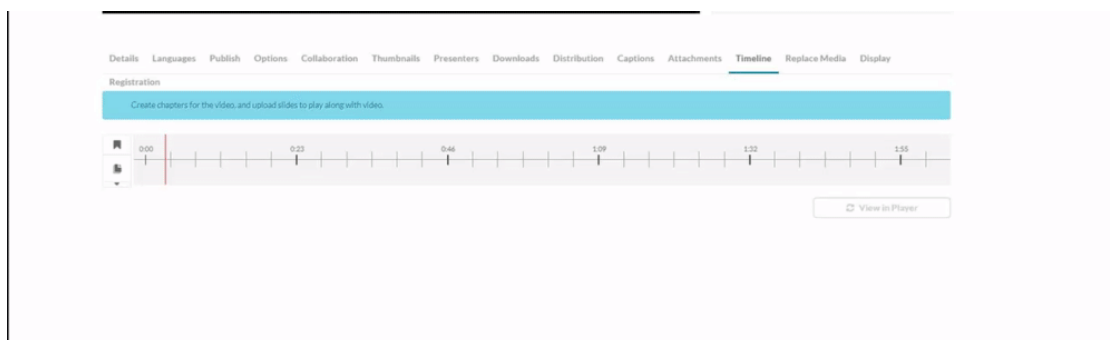 Details Languages Publish Options Collaboration Thumbnails Presenters Downloads Distribution Captions Attachments Timeline Replace Media Display
Registration
Create chapters for the video, and upload slides to play along with video.
0:00 0:23 0:46 1:09 1:32 1:55
View in Player